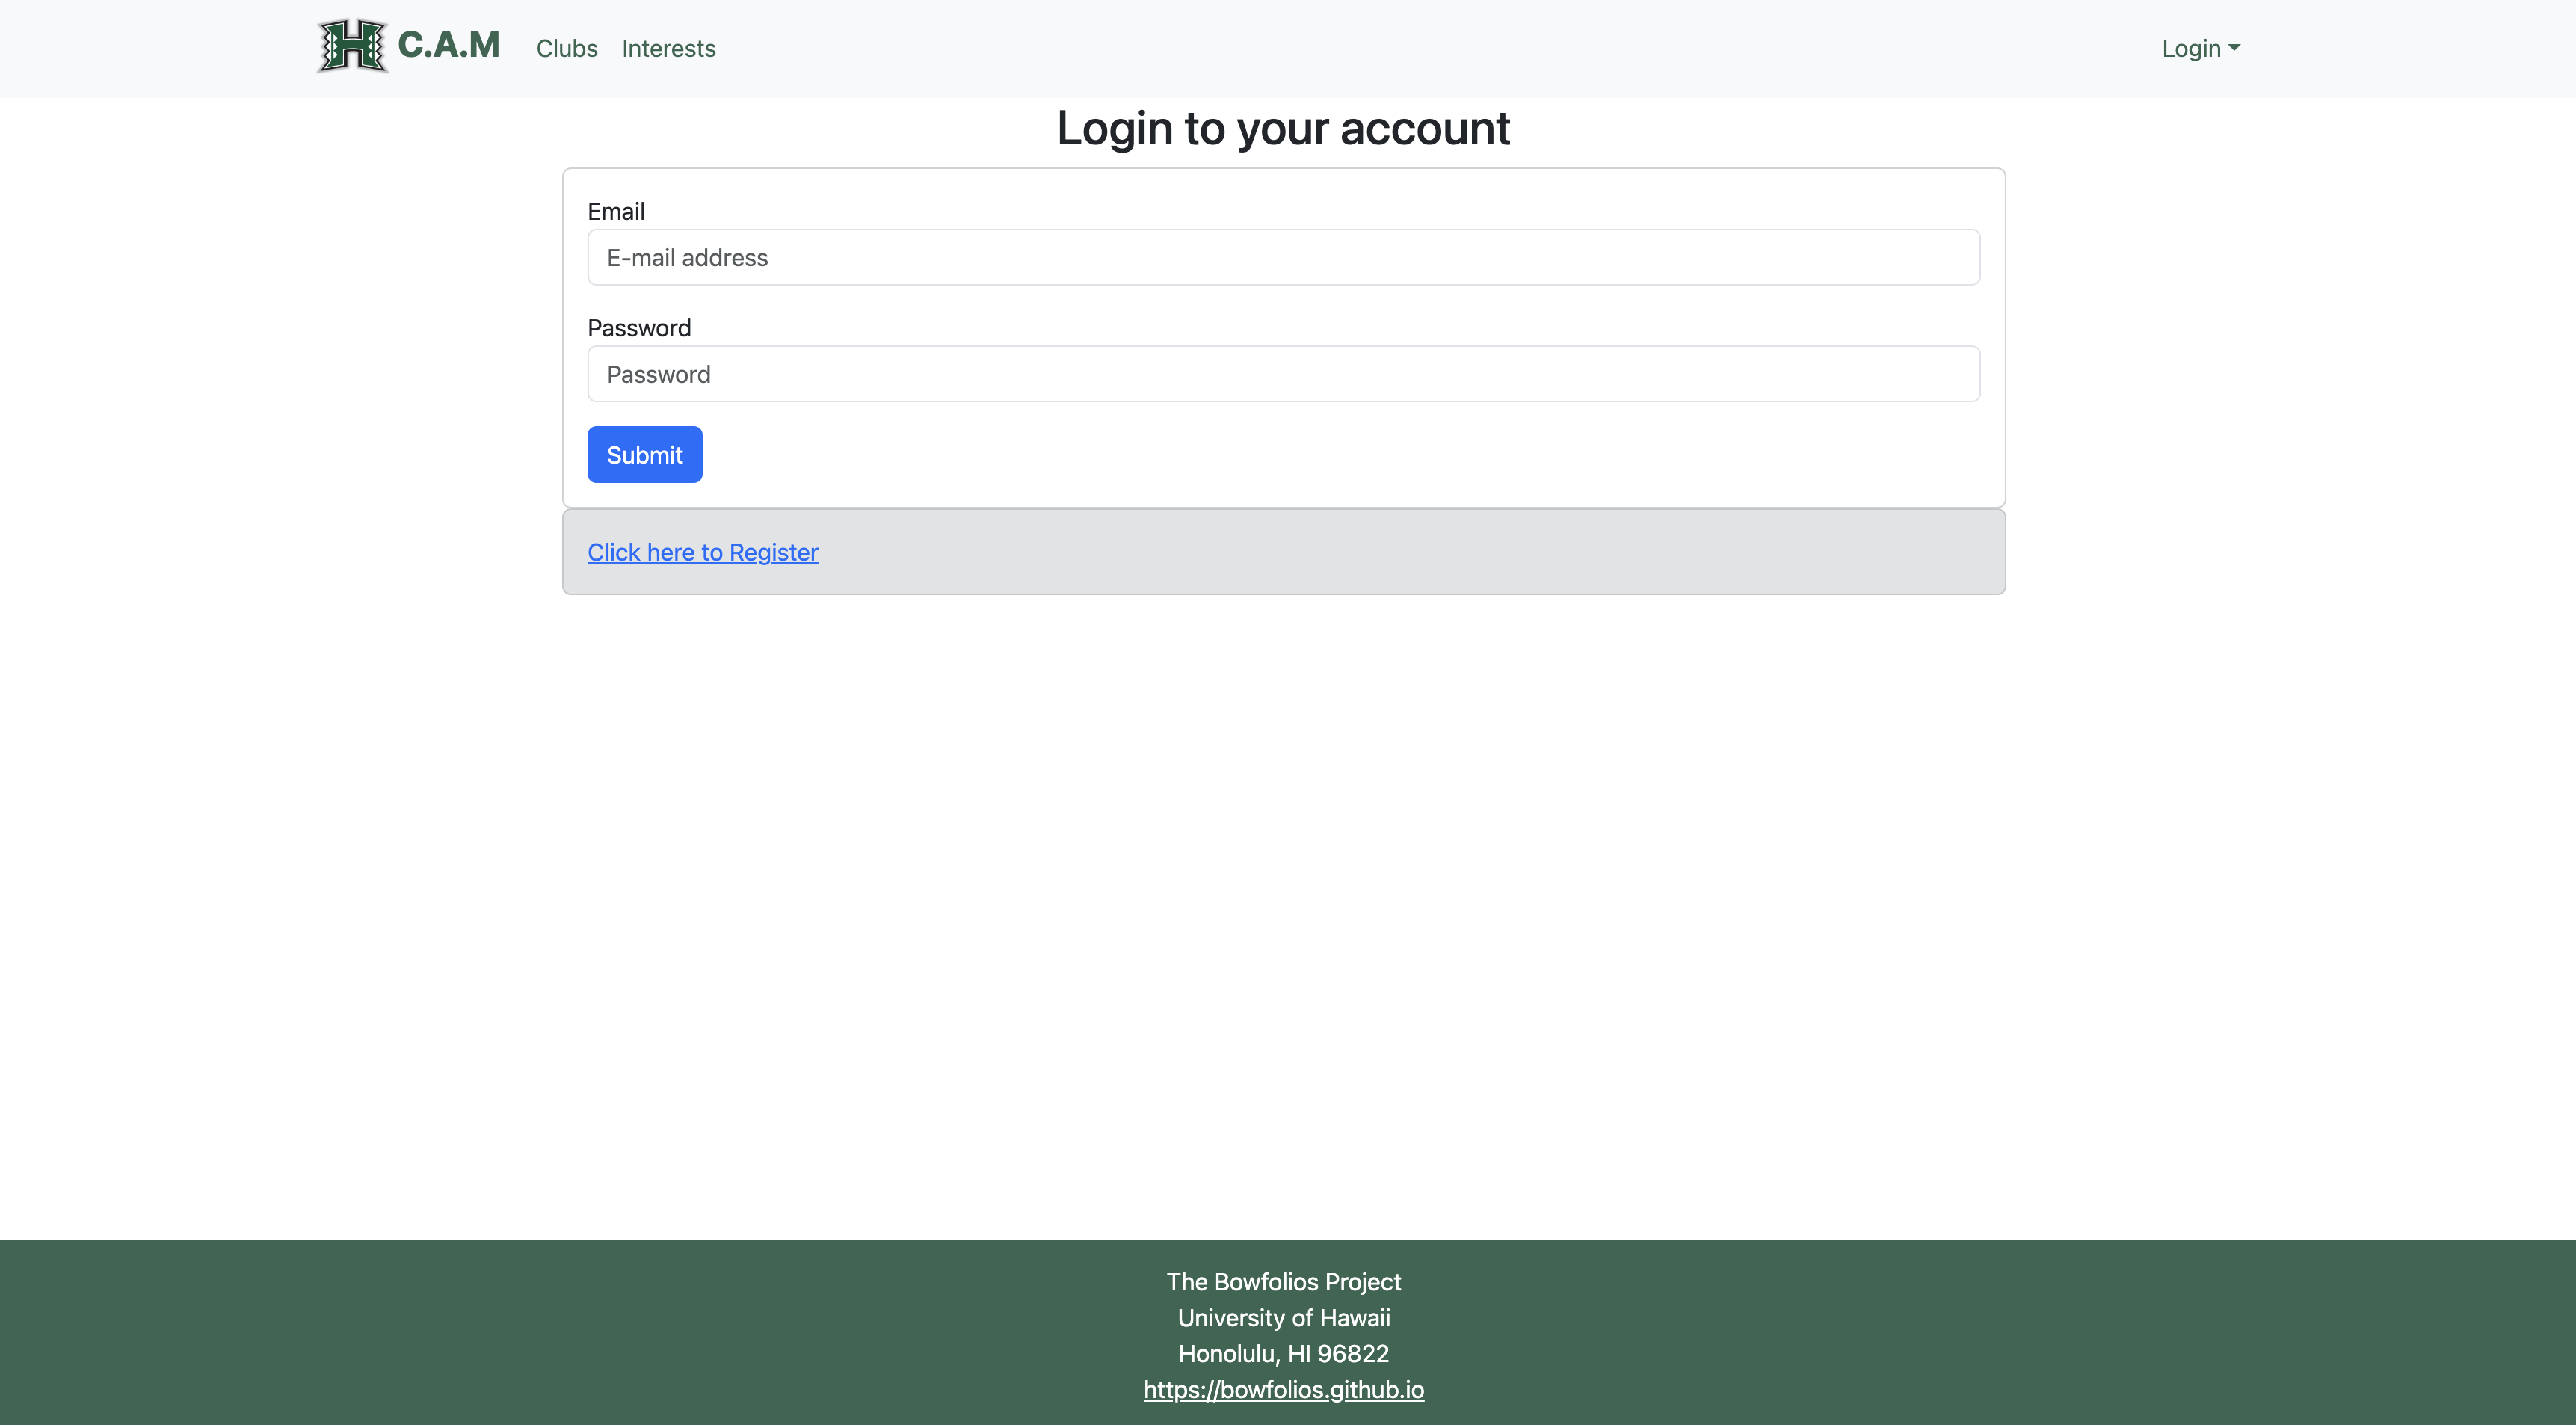 H C.A.M Clubs Interests Login
Login to your account
Email
E-mail address
Password
Password
Submit
Click here to Register
The Bowfolios Project
University of Hawaii
Honolulu, HI 96822
https://bowfolios.github.io